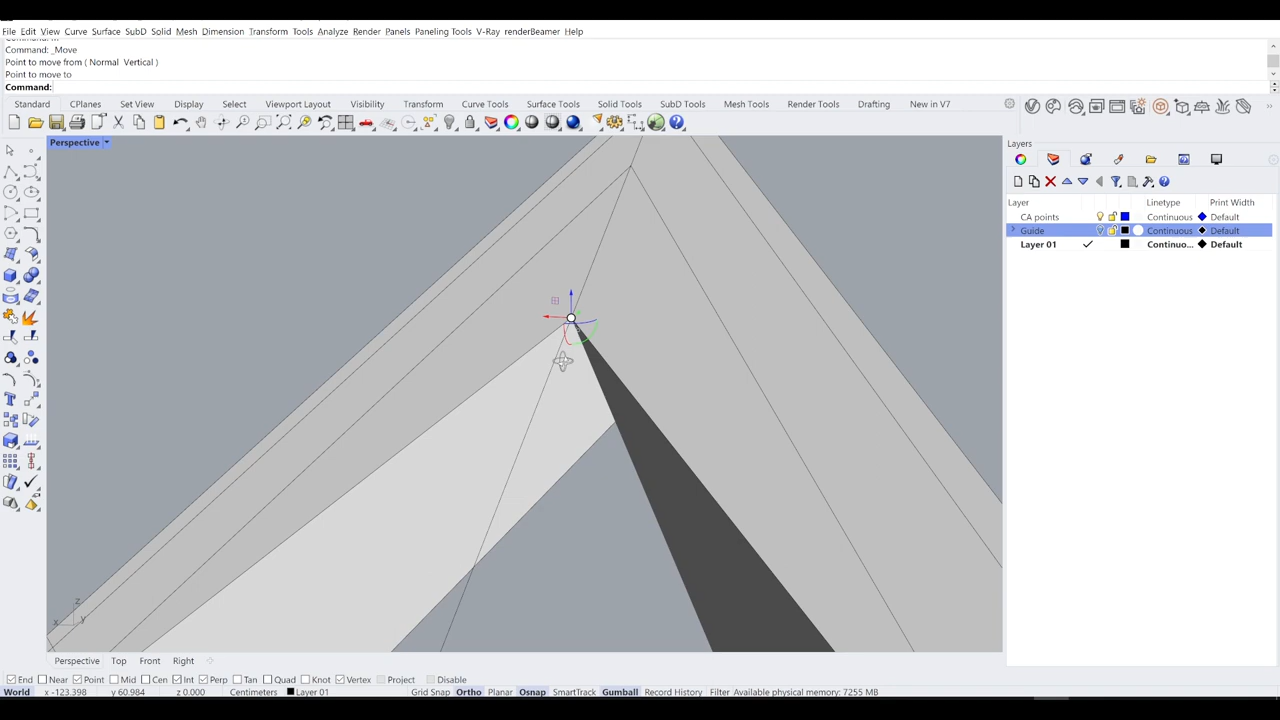 File Edit View Curve Surface SubD Solid Mesh Dimension Transform Tools Analyze Render Panels Paneling Tools V-Ray renderBeamer Help
Command: _Move
Point to move from ( Normal Vertical )
Point to move to
Command:
Standard CPlanes Set View Display Select Viewport Layout Visibility Transform Curve Tools Surface Tools Solid Tools SubD Tools Mesh Tools Render Tools Drafting New in V7
Perspective
Layers
Layer Linetype Print Width
CA points Continuous Default
Guide Continuous Default
Layer 01 Continuo... Default
z
x y
Perspective Top Front Right
End Near Point Mid Cen Int Perp Tan Quad Knot Vertex Project Disable
World x -123.398 y 60.984 z 0.000 Centimeters Layer 01 Grid Snap Ortho Planar Osnap SmartTrack Gumball Record History Filter Available physical memory: 7255 MB